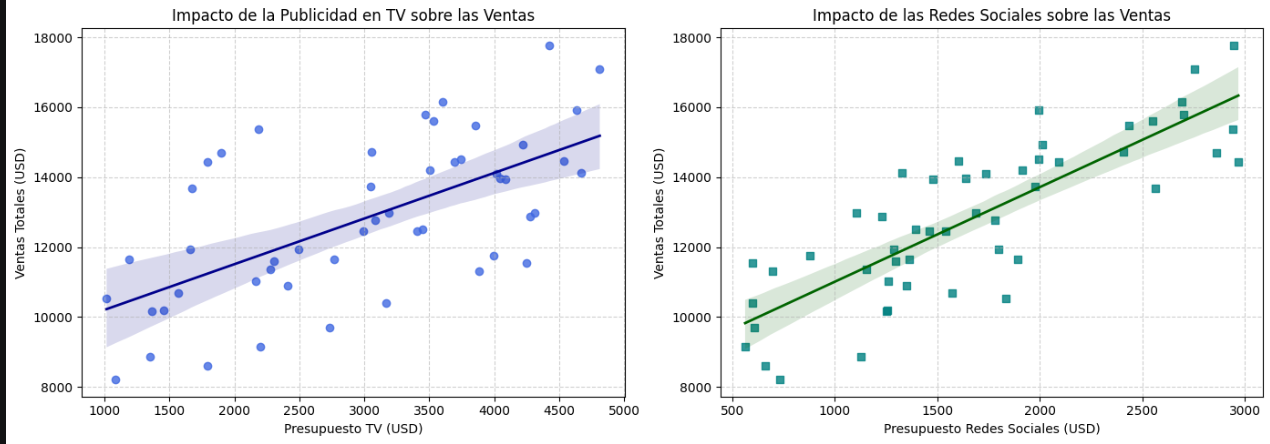 Impacto de la Publicidad en TV sobre las Ventas
18000
16000
14000
12000
10000
8000
Ventas Totales (USD)
1000 1500 2000 2500 3000 3500 4000 4500 5000
Presupuesto TV (USD)
Impacto de las Redes Sociales sobre las Ventas
18000
16000
14000
12000
10000
8000
Ventas Totales (USD)
500 1000 1500 2000 2500 3000
Presupuesto Redes Sociales (USD)